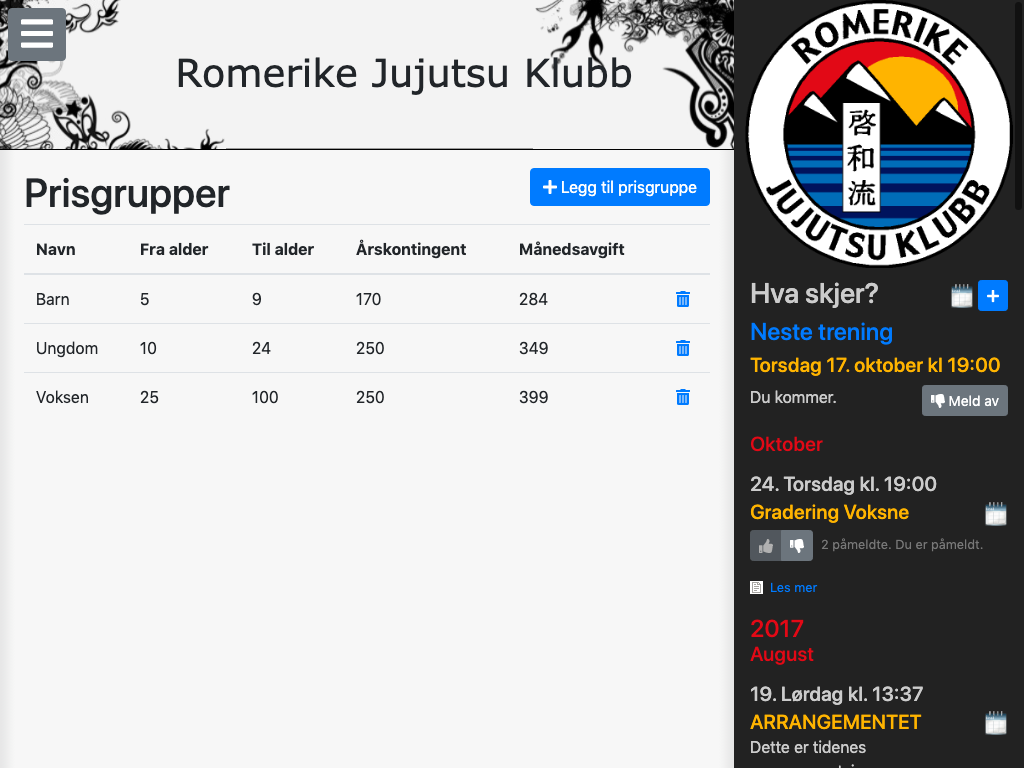 Romerike Jujutsu Klubb
Prisgrupper
Legg til prisgruppe
Navn Fra alder Til alder Årskontingent Månedsavgift
Barn 5 9 170 284
Ungdom 10 24 250 349
Voksen 25 100 250 399
ROMERIKE
啓和流
JUJUTSU KLUBB
Hva skjer?
Neste trening
Torsdag 17. oktober kl 19:00
Du kommer.
Meld av
Oktober
24. Torsdag kl. 19:00
Gradering Voksne
2 påmeldte. Du er påmeldt.
Les mer
2017
August
19. Lørdag kl. 13:37
ARRANGEMENTET
Dette er tidenes